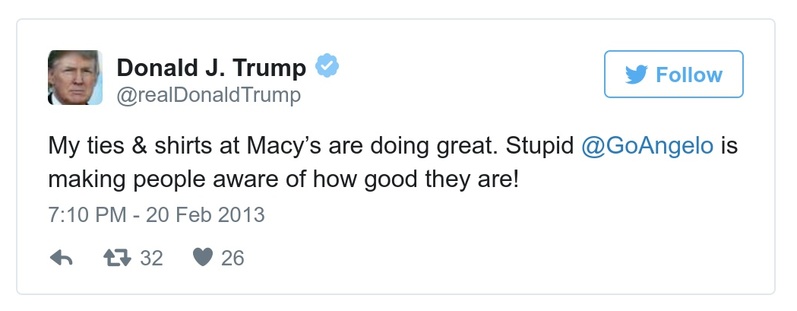 Donald J. Trump
@realDonaldTrump
Follow
My ties & shirts at Macy’s are doing great. Stupid @GoAngelo is
making people aware of how good they are!
7:10 PM - 20 Feb 2013
32 26